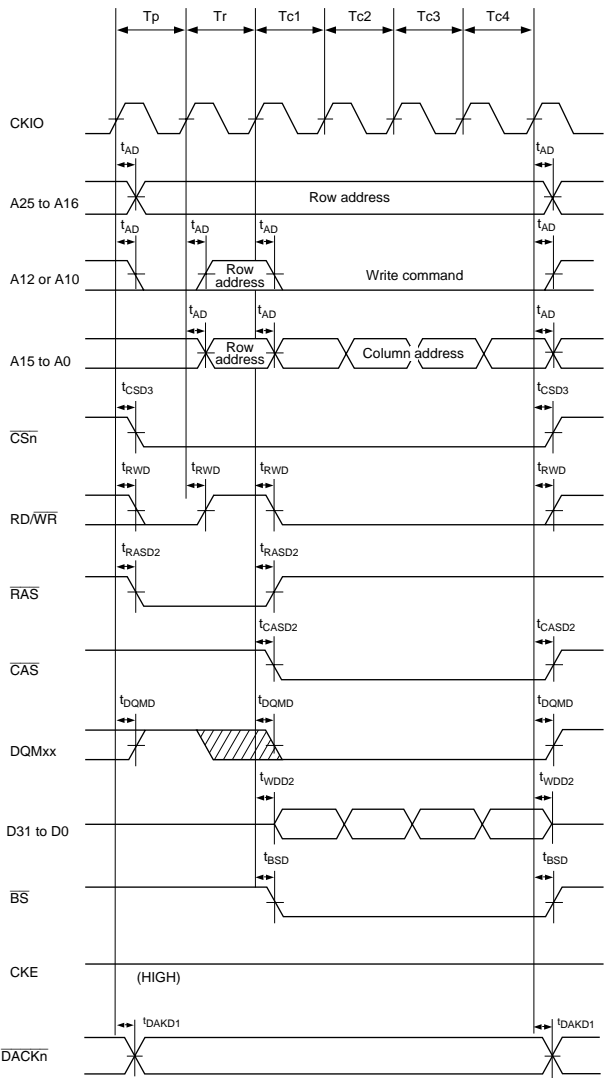 Tp Tr Tc1 Tc2 Tc3 Tc4
CKIO
tAD tAD
A25 to A16 Row address
tAD tAD tAD tAD
A12 or A10 Row address Write command
tAD tAD tAD
A15 to A0 Row address Column address
tCSD3 tCSD3
CSn
tRWD tRWD tRWD tRWD
RD/WR
tRASD2 tRASD2
RAS
tCASD2 tCASD2
CAS
tDQMD tDQMD tDQMD
DQMxx
tWDD2 tWDD2
D31 to D0
tBSD tBSD
BS
CKE
(HIGH)
tDAKD1 tDAKD1
DACKn